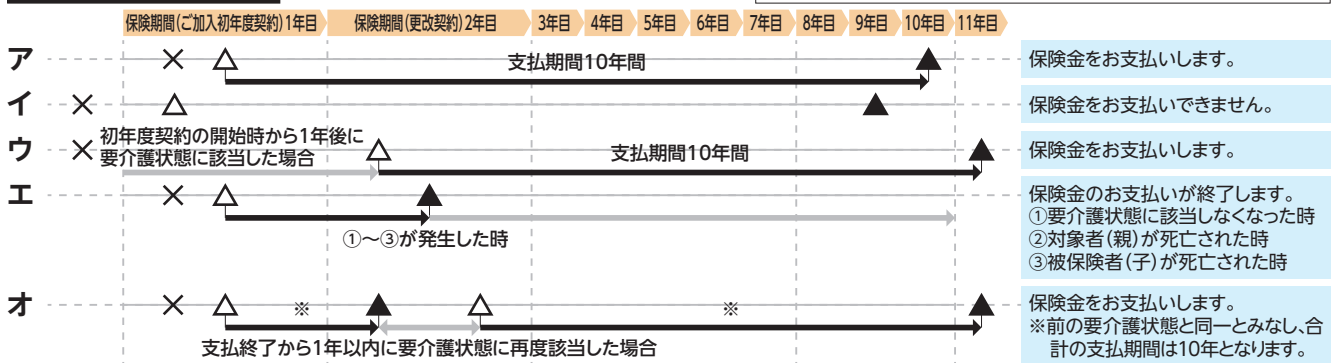 保険期間(ご加入初年度契約)1年目 保険期間(更改契約)2年目 3年目 4年目 5年目 6年目 7年目 8年目 9年目 10年目 11年目
ア × △ 支払期間10年間 ▲ 保険金をお支払いします。
イ × △ ▲ 保険金をお支払いできません。
ウ × 初年度契約の開始時から1年後に
要介護状態に該当した場合 △ 支払期間10年間 ▲ 保険金をお支払いします。
エ × △ ▲ 保険金のお支払いが終了します。
①要介護状態に該当しなくなった時
①～③が発生した時 ②対象者(親)が死亡された時
③被保険者(子)が死亡された時
オ × △ ※ ▲ △ ※ ▲ 保険金をお支払いします。
※前の要介護状態と同一とみなし、合
支払終了から1年以内に要介護状態に再度該当した場合 計の支払期間は10年となります。